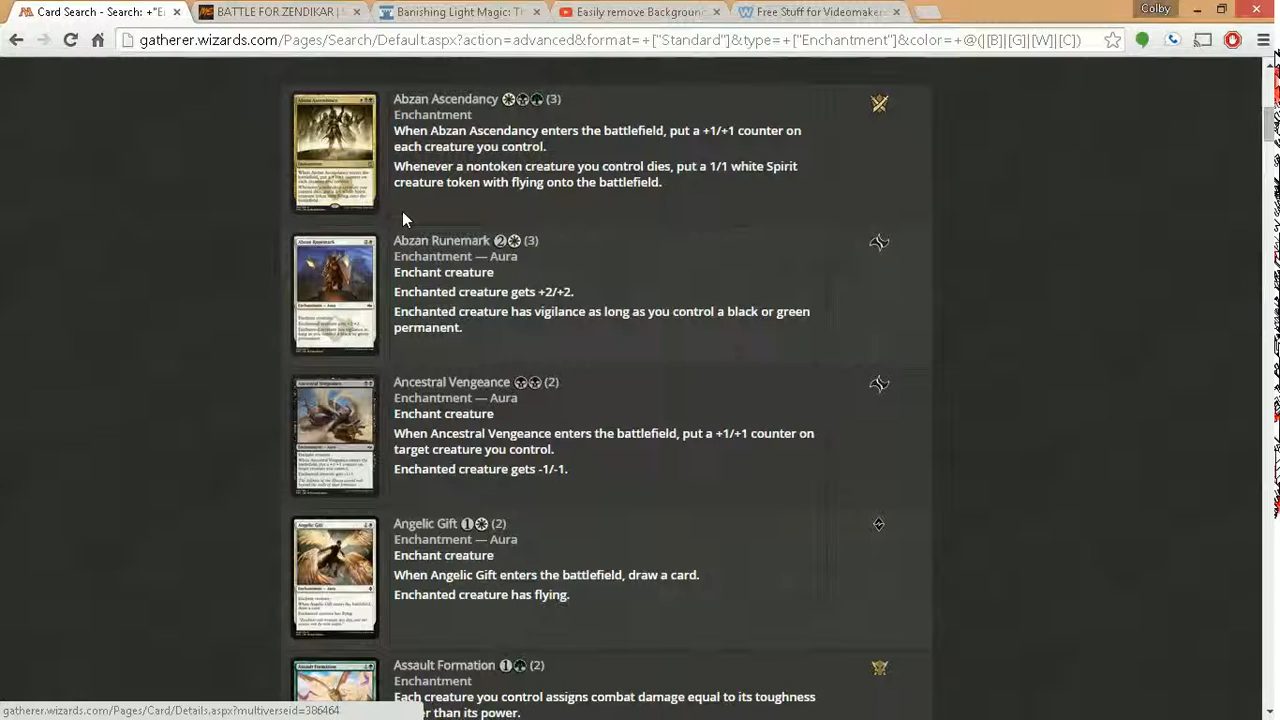 Card Search - Search: +"E
BATTLE FOR ZENDIKAR |
Banishing Light Magic: Th
Easily remove Background
Free Stuff for Videomakers
Colby
gatherer.wizards.com/Pages/Search/Default.aspx?action=advanced&format=+["Standard"]&type=+["Enchantment"]&color=+@(|[B]|[G]|[W]|[C])
Abzan Ascendancy (3)
Enchantment
When Abzan Ascendancy enters the battlefield, put a +1/+1 counter on
each creature you control.
Whenever a nontoken creature you control dies, put a 1/1 white Spirit
creature token with flying onto the battlefield.
Abzan Runemark 2 (3)
Enchantment — Aura
Enchant creature
Enchanted creature gets +2/+2.
Enchanted creature has vigilance as long as you control a black or green
permanent.
Ancestral Vengeance (2)
Enchantment — Aura
Enchant creature
When Ancestral Vengeance enters the battlefield, put a +1/+1 counter on
target creature you control.
Enchanted creature gets -1/-1.
Angelic Gift 1 (2)
Enchantment — Aura
Enchant creature
When Angelic Gift enters the battlefield, draw a card.
Enchanted creature has flying.
Assault Formation 1 (2)
Enchantment
Each creature you control assigns combat damage equal to its toughness
than its power.
gatherer.wizards.com/Pages/Card/Details.aspx?multiverseid=386464